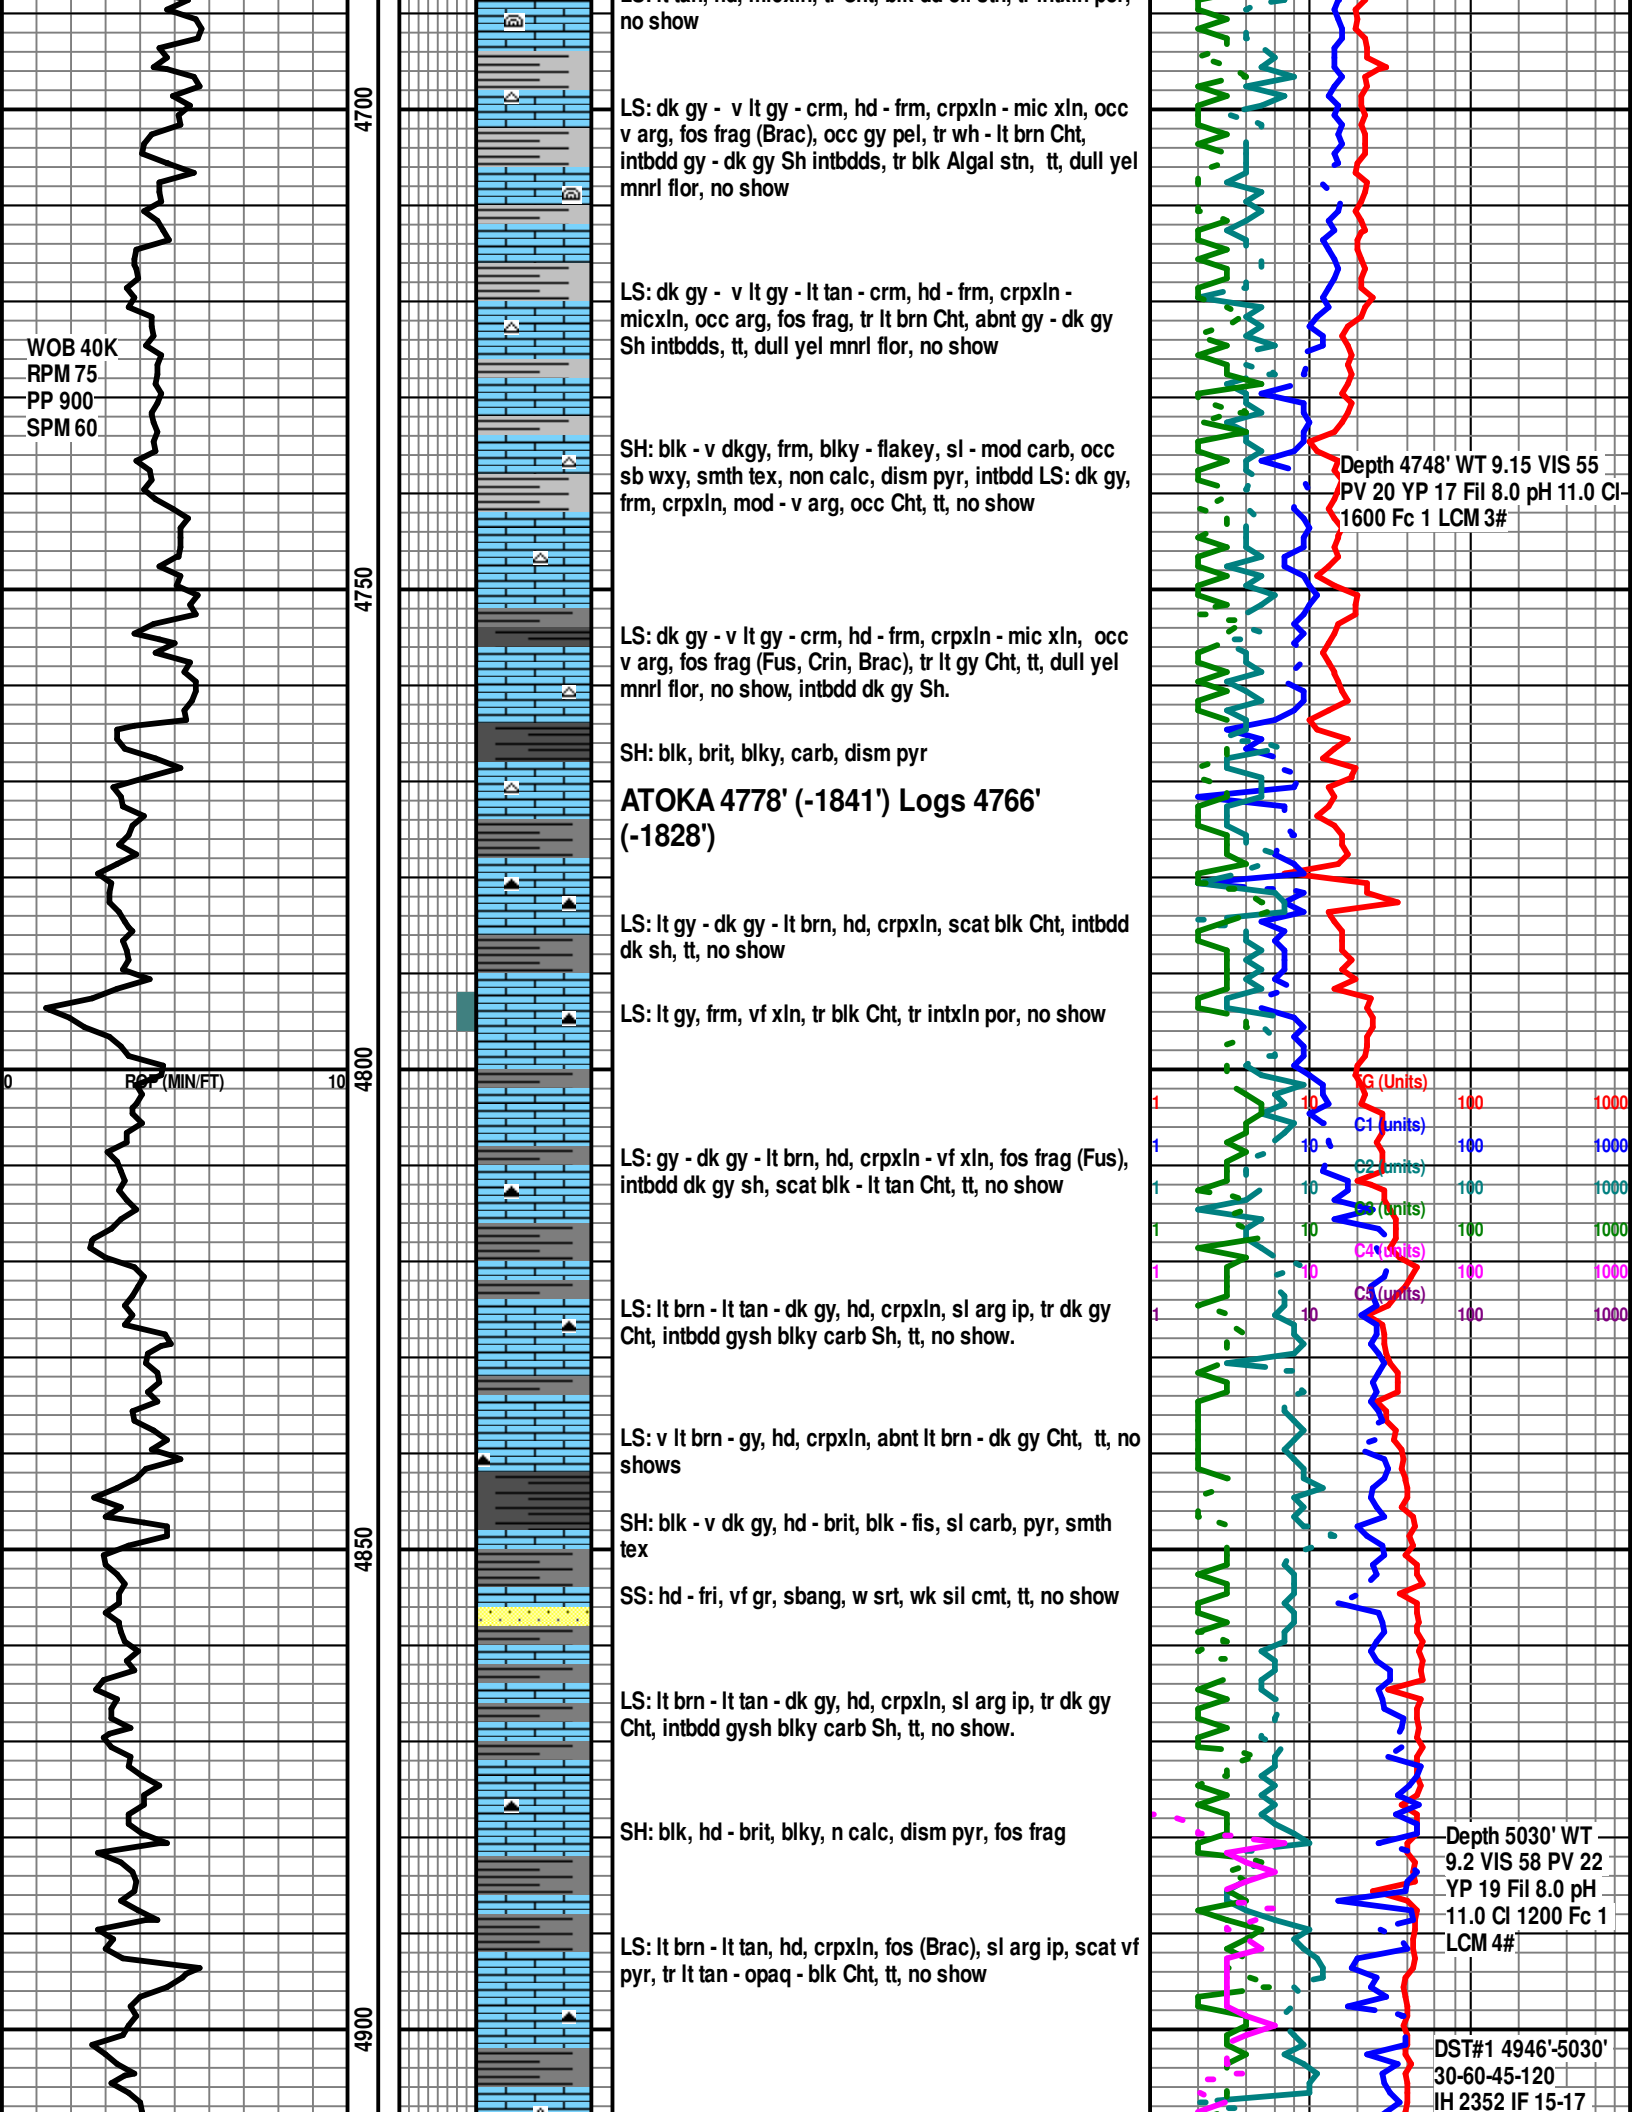 no show
4700
LS: dk gy - v lt gy - crm, hd - frm, crpxln - mic xln, occ
v arg, fos frag (Brac), occ gy pel, tr wh - lt brn Cht,
intbdd gy - dk gy Sh intbdds, tr blk Algal stn, tt, dull yel
mnrl flor, no show
LS: dk gy - v lt gy - lt tan - crm, hd - frm, crpxln -
micxln, occ arg, fos frag, tr lt brn Cht, abnt gy - dk gy
Sh intbdds, tt, dull yel mnrl flor, no show
WOB 40K
RPM 75
PP 900
SPM 60
SH: blk - v dkgy, frm, blky - flakey, sl - mod carb, occ
sb wxy, smth tex, non calc, dism pyr, intbdd LS: dk gy,
frm, crpxln, mod - v arg, occ Cht, tt, no show
Depth 4748' WT 9.15 VIS 55
PV 20 YP 17 Fil 8.0 pH 11.0 Cl
1600 Fc 1 LCM 3#
4750
LS: dk gy - v lt gy - crm, hd - frm, crpxln - mic xln, occ
v arg, fos frag (Fus, Crin, Brac), tr lt gy Cht, tt, dull yel
mnrl flor, no show, intbdd dk gy Sh.
SH: blk, brit, blky, carb, dism pyr
ATOKA 4778' (-1841') Logs 4766'
(-1828')
LS: lt gy - dk gy - lt brn, hd, crpxln, scat blk Cht, intbdd
dk sh, tt, no show
LS: lt gy, frm, vf xln, tr blk Cht, tr intxln por, no show
4800
0 ROP (MIN/FT) 10
TG (Units)
1 10 100 1000
C1 (units)
1 10 100 1000
C2 (units)
1 10 100 1000
C3 (units)
1 10 100 1000
C4 (units)
1 10 100 1000
C5 (units)
1 10 100 1000
LS: gy - dk gy - lt brn, hd, crpxln - vf xln, fos frag (Fus),
intbdd dk gy sh, scat blk - lt tan Cht, tt, no show
LS: lt brn - lt tan - dk gy, hd, crpxln, sl arg ip, tr dk gy
Cht, intbdd gysh blky carb Sh, tt, no show.
LS: v lt brn - gy, hd, crpxln, abnt lt brn - dk gy Cht, tt, no
shows
SH: blk - v dk gy, hd - brit, blk - fis, sl carb, pyr, smth
tex
4850
SS: hd - fri, vf gr, sbang, w srt, wk sil cmt, tt, no show
LS: lt brn - lt tan - dk gy, hd, crpxln, sl arg ip, tr dk gy
Cht, intbdd gysh blky carb Sh, tt, no show.
SH: blk, hd - brit, blky, n calc, dism pyr, fos frag
Depth 5030' WT
9.2 VIS 58 PV 22
YP 19 Fil 8.0 pH
11.0 Cl 1200 Fc 1
LCM 4#
LS: lt brn - lt tan, hd, crpxln, fos (Brac), sl arg ip, scat vf
pyr, tr lt tan - opaq - blk Cht, tt, no show
4900
DST#1 4946'-5030'
30-60-45-120
IH 2352 IF 15-17